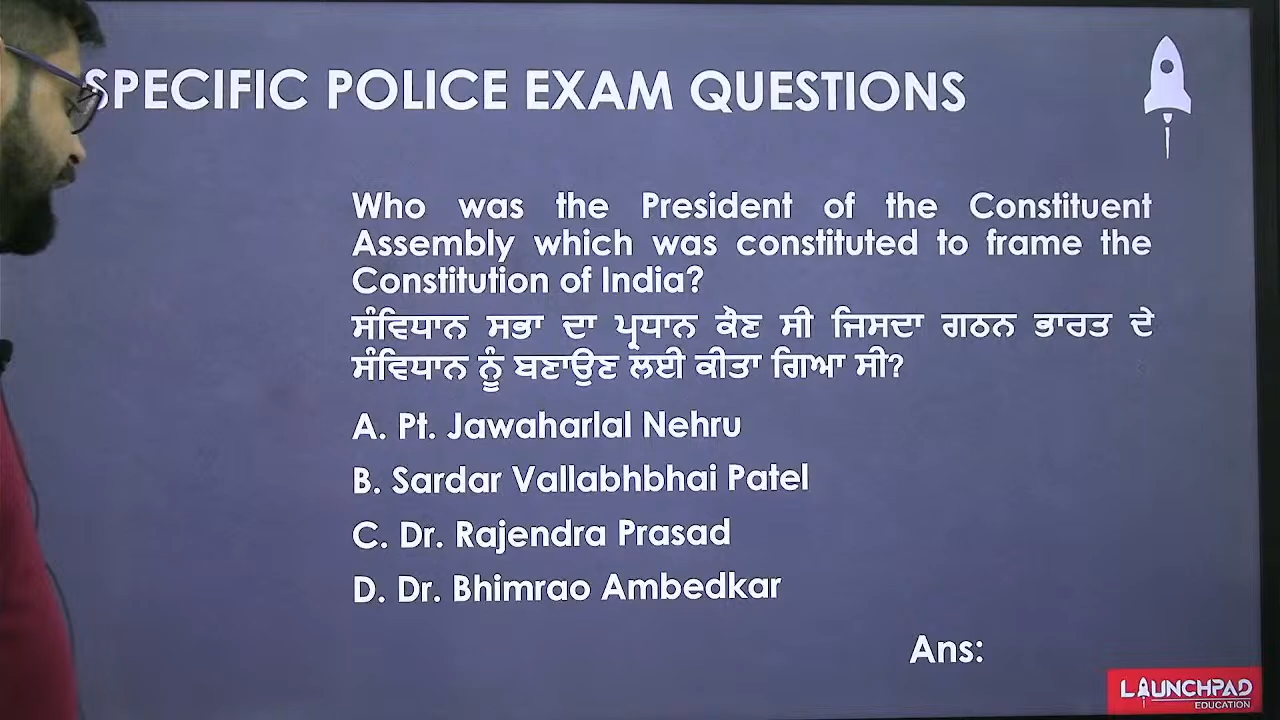 SPECIFIC POLICE EXAM QUESTIONS
Who was the President of the Constituent
Assembly which was constituted to frame the
Constitution of India?
ਸੰਵਿਧਾਨ ਸਭਾ ਦਾ ਪ੍ਰਧਾਨ ਕੌਣ ਸੀ ਜਿਸਦਾ ਗਠਨ ਭਾਰਤ ਦੇ
ਸੰਵਿਧਾਨ ਨੂੰ ਬਣਾਉਣ ਲਈ ਕੀਤਾ ਗਿਆ ਸੀ?
A. Pt. Jawaharlal Nehru
B. Sardar Vallabhbhai Patel
C. Dr. Rajendra Prasad
D. Dr. Bhimrao Ambedkar
Ans:
LAUNCHPAD
EDUCATION